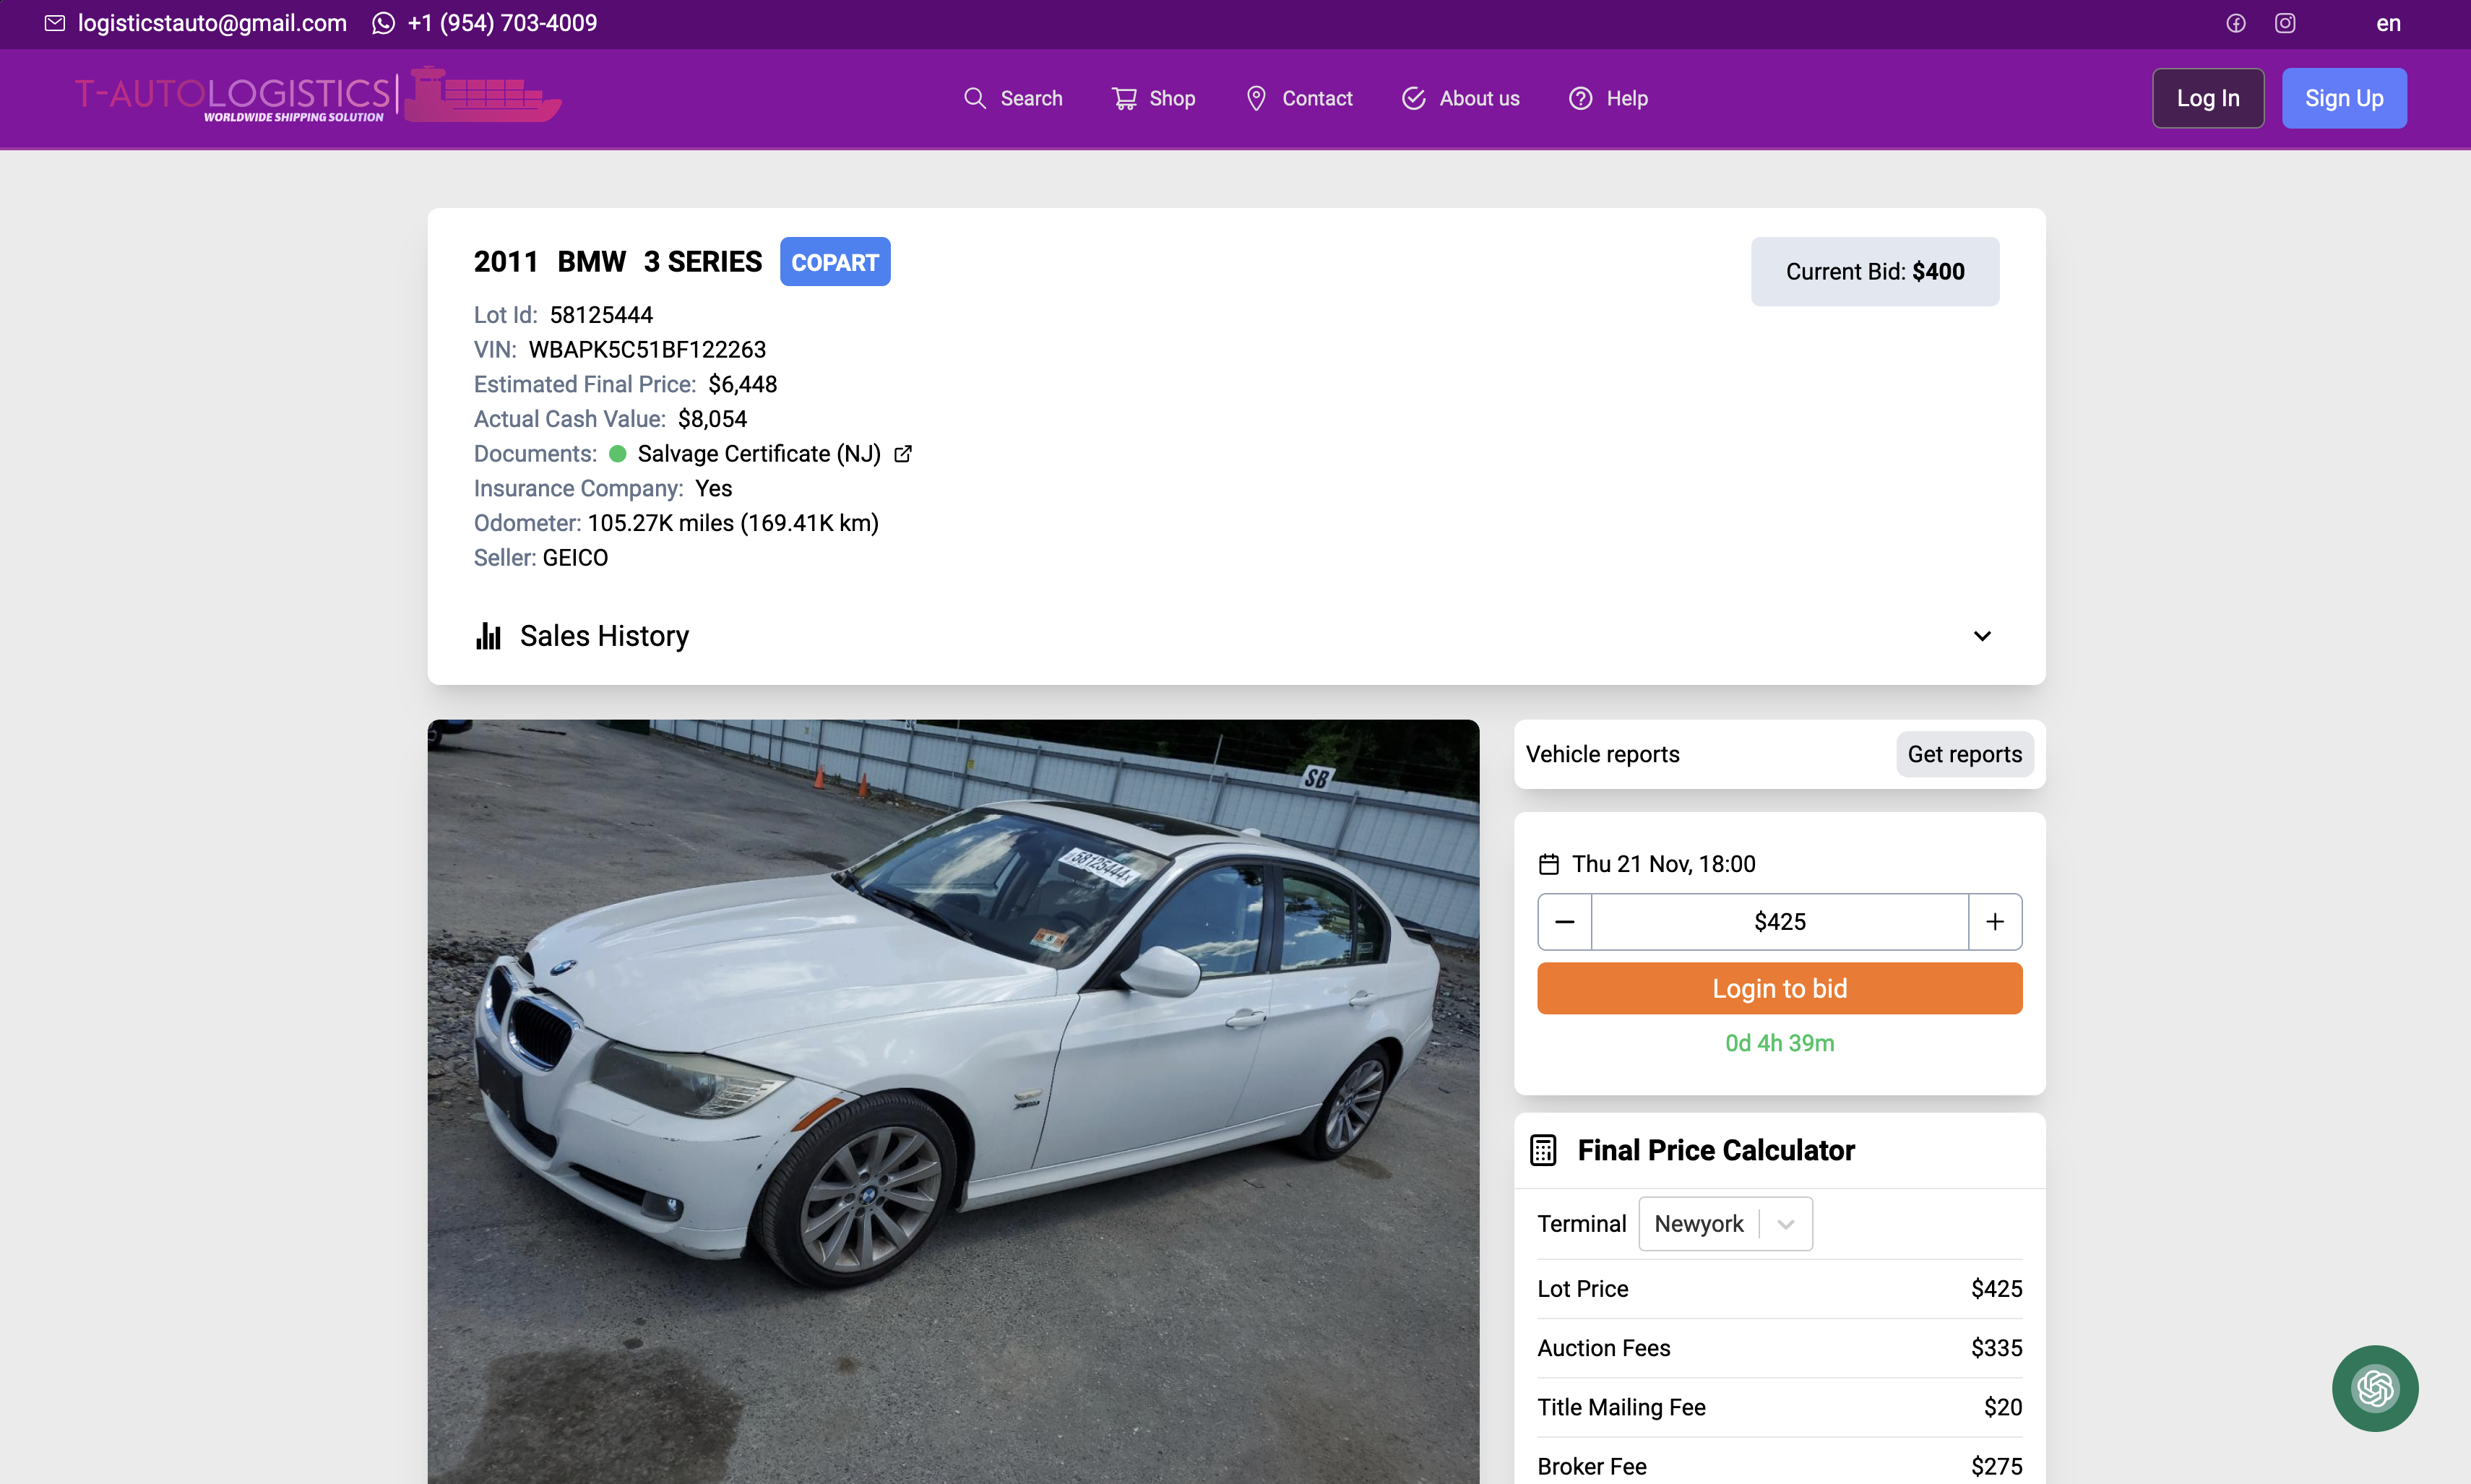 logisticstauto@gmail.com +1 (954) 703-4009 en
T-AUTOLOGISTICS
WORLDWIDE SHIPPING SOLUTION
Search Shop Contact About us Help
Log In Sign Up
2011 BMW 3 SERIES COPART
Current Bid: $400
Lot Id: 58125444
VIN: WBAPK5C51BF122263
Estimated Final Price: $6,448
Actual Cash Value: $8,054
Documents: Salvage Certificate (NJ)
Insurance Company: Yes
Odometer: 105.27K miles (169.41K km)
Seller: GEICO
Sales History
SB
58125444x
Vehicle reports Get reports
Thu 21 Nov, 18:00
− $425 +
Login to bid
0d 4h 39m
Final Price Calculator
Terminal Newyork
Lot Price $425
Auction Fees $335
Title Mailing Fee $20
Broker Fee $275